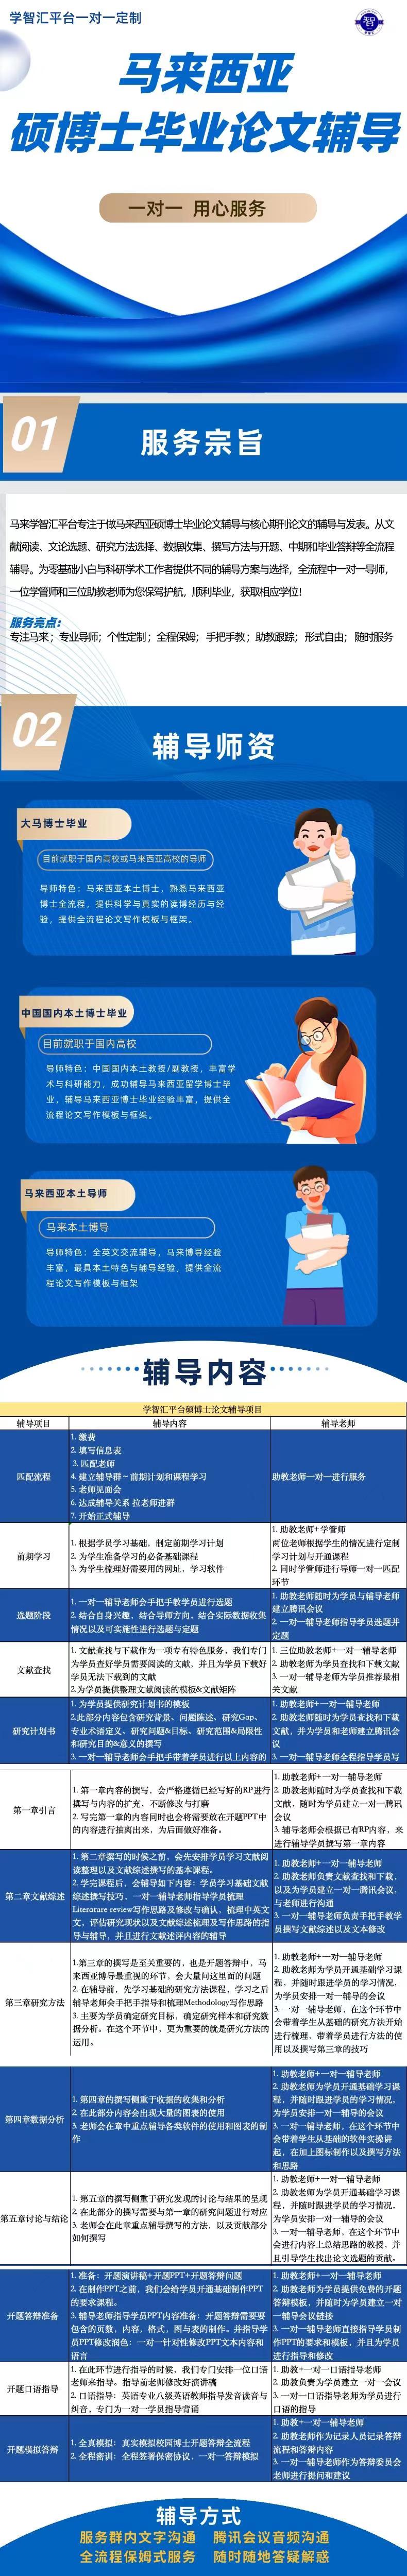 学智汇平台一对一定制
智
马来西亚
硕博士毕业论文辅导
一对一 用心服务
01
服务宗旨
马来学智汇平台专注于做马来西亚硕博士毕业论文辅导与核心期刊论文的辅导与发表。从文
献阅读、文论选题、研究方法选择、数据收集、撰写方法与开题、中期和毕业答辩等全流程
辅导。为零基础小白与科研学术工作者提供不同的辅导方案与选择，全流程中一对一导师，
一位学管师和三位助教老师为您保驾护航，顺利毕业，获取相应学位！
服务亮点：
专注马来；专业导师；个性定制；全程保姆；手把手教；助教跟踪；形式自由；随时服务
02
辅导师资
大马博士毕业
目前就职于国内高校或马来西亚高校的导师
导师特色：马来西亚本土博士，熟悉马来西亚
博士全流程，提供科学与真实的读博经历与经
验，提供全流程论文写作模板与框架。
中国国内本土博士毕业
目前就职于国内高校
导师特色：中国国内本土教授/副教授，丰富学
术与科研能力，成功辅导马来西亚留学博士毕
业，辅导马来西亚博士毕业经验丰富，提供全
流程论文写作模板与框架。
马来西亚本土导师
马来本土博导
导师特色：全英文交流辅导，马来博导经验
丰富，最具本土特色与辅导经验，提供全流
程论文写作模板与框架
辅导内容
学智汇平台硕博士论文辅导项目
辅导项目 辅导内容 辅导老师
匹配流程
1. 缴费
2. 填写信息表
3. 匹配老师
4. 建立辅导群～前期计划和课程学习
5. 老师见面会
6. 达成辅导关系 拉老师进群
7. 开始正式辅导
助教老师一对一进行服务
前期学习
1. 根据学员学习基础，制定前期学习计划
2. 为学生准备学习的必备基础课程
3. 为学生梳理好需要用的网址，学习软件
1. 助教老师+学管师
两位老师根据学生的情况进行定制
学习计划与开通课程
2. 同时学管师进行导师一对一匹配
环节
选题阶段
1. 一对一辅导老师会手把手教学员进行选题
2. 结合自身兴趣，结合导师方向，结合实际数据收集
情况以及可实施性进行选题与定题
1. 助教老师随时为学员与辅导老师
建立腾讯会议
2. 一对一辅导老师指导学员选题并
定题
文献查找
1. 文献查找与下载作为一项专有特色服务，我们专门
为学员查好学员需要阅读的文献，并且为学员下载好
学员无法下载到的文献
2.为学员提供整理文献阅读的模板&文献矩阵
1. 三位助教老师+一对一辅导老师
2. 助教老师为学员查找和下载文献
3. 一对一辅导老师为学员推荐最相
关文献
研究计划书
1. 为学员提供研究计划书的模板
2.此部分内容包含研究背景、问题陈述、研究Gap、
专业术语定义、研究问题&目标、研究范围&局限性
和研究目的&意义的撰写
3. 一对一辅导老师会手把手带着学员进行以上内容的
1. 助教老师+一对一辅导老师
2. 助教老师随时为学员查找和下载
文献，并为学员和老师建立腾讯会
议
3. 一对一辅导老师全程指导学员写
第一章引言
1. 第一章内容的撰写，会严格遵循已经写好的RP进行
撰写与内容的扩充，不断修改与打磨
2. 写完第一章的内容同时也会将需要放在开题PPT中
的内容进行抽离出来，为后面做好准备。
1. 助教老师+一对一辅导老师
2. 助教老师随时为学员查找和下载
文献，随时为学员建立一对一腾讯
会议
3. 辅导老师会根据已有RP内容，来
进行辅导学员撰写第一章内容
第二章文献综述
1. 第二章撰写的时候之前，会先安排学员学习文献阅
读整理以及文献综述撰写的基本课程。
2. 学完课程后，会辅导如下内容：学员学习基础文献
综述撰写技巧，一对一辅导老师指导学员梳理
Literature review写作思路及修改与确认，梳理中英文
文，评估研究现状以及文献综述梳理及写作思路的指
导与辅导，并且进行文献述评内容的辅导
1. 助教老师+一对一辅导老师
2. 助教老师负责文献查找和下载，
以及为学员建立一对一腾讯会议，
与老师进行沟通
3. 一对一辅导老师负责手把手教学
员撰写文献综述以及文本修改
第三章研究方法
1.第三章的撰写是至关重要的，也是开题答辩中，马
来西亚博导最重视的环节，会大量问这里面的问题
2. 在辅导前，先学习基础的研究方法课程，学习之后
辅导老师会手把手指导和梳理Methodology写作思路
3. 主要为学员确定研究目标，确定研究样本和研究数
据分析。在这个环节中，更为重要的就是研究方法的
运用。
1. 助教老师+一对一辅导老师
2. 助教老师为学员开通基础学习课
程，并随时跟进学员的学习情况，
为学员安排一对一辅导的会议
3. 一对一辅导老师，在这个环节中
会带着学生从基础的研究方法开始
进行梳理，带着学员进行方法的使
用以及撰写第三章的技巧
第四章数据分析
1. 第四章的撰写侧重于收据的收集和分析
2. 在此部分内容会出现大量的图表的使用
3. 老师会在章中重点辅导各类软件的使用和图表的制
作
1. 助教老师+一对一辅导老师
2. 助教老师为学员开通基础学习课
程，并随时跟进学员的学习情况，
为学员安排一对一辅导的会议
3. 一对一辅导老师，在这个环节中
会带着学生从基础的软件实操讲
起，在加上图标制作以及撰写方法
和思路
第五章讨论与结论
1. 第五章的撰写侧重于研究发现的讨论与结果的呈现
2. 在此部分的撰写需要与第一章的研究问题进行对应
3. 老师会在此章重点辅导撰写的方法，以及贡献部分
如何撰写
1. 助教老师+一对一辅导老师
2. 助教老师为学员开通基础学习课
程，并随时跟进学员的学习情况，
为学员安排一对一辅导的会议
3. 一对一辅导老师，在这个环节中
会进行内容上总结思路的教授，并
且引导学生找出论文选题的贡献。
开题答辩准备
1. 准备：开题演讲稿+开题PPT+开题答辩问题
2. 在制作PPT之前，我们会给学员开通基础制作PPT
的要求课程。
3. 辅导老师指导学员PPT内容准备：开题答辩需要要
包含的页数，内容，格式，图与表的制作。并指导学
员PPT修改润色：一对一针对性修改PPT文本内容和
语言
1. 助教老师+一对一辅导老师
2. 助教老师为学员提供免费的开题
答辩模板，并随时为学员建立一对
一辅导会议链接
3. 一对一辅导老师直接指导学员制
作PPT的要求和模板，并且为学员
进行指导和修改
开题口语指导
1. 在此环节进行指导的时候，我们专门安排一位口语
老师来指导。指导前老师修改好演讲稿
2. 口语指导：英语专业八级英语教师指导发音读音与
纠音，专门为一对一学员指导背诵
1. 助教+一对一口语指导老师
2. 助教负责为学员建立一对一会议
3. 一对一口语指导老师为学员进行
口语的指导
开题模拟答辩
1. 全真模拟：真实模拟校园博士开题答辩全流程
2. 全程密训：全程签署保密协议，一对一答辩模拟
1. 助教+一对一辅导老师
2. 助教老师作为记录人员记录答辩
流程和答辩内容
3. 一对一辅导老师作为答辩委员会
老师进行提问和建议
辅导方式
服务群内文字沟通 腾讯会议音频沟通
全流程保姆式服务 随时随地答疑解惑